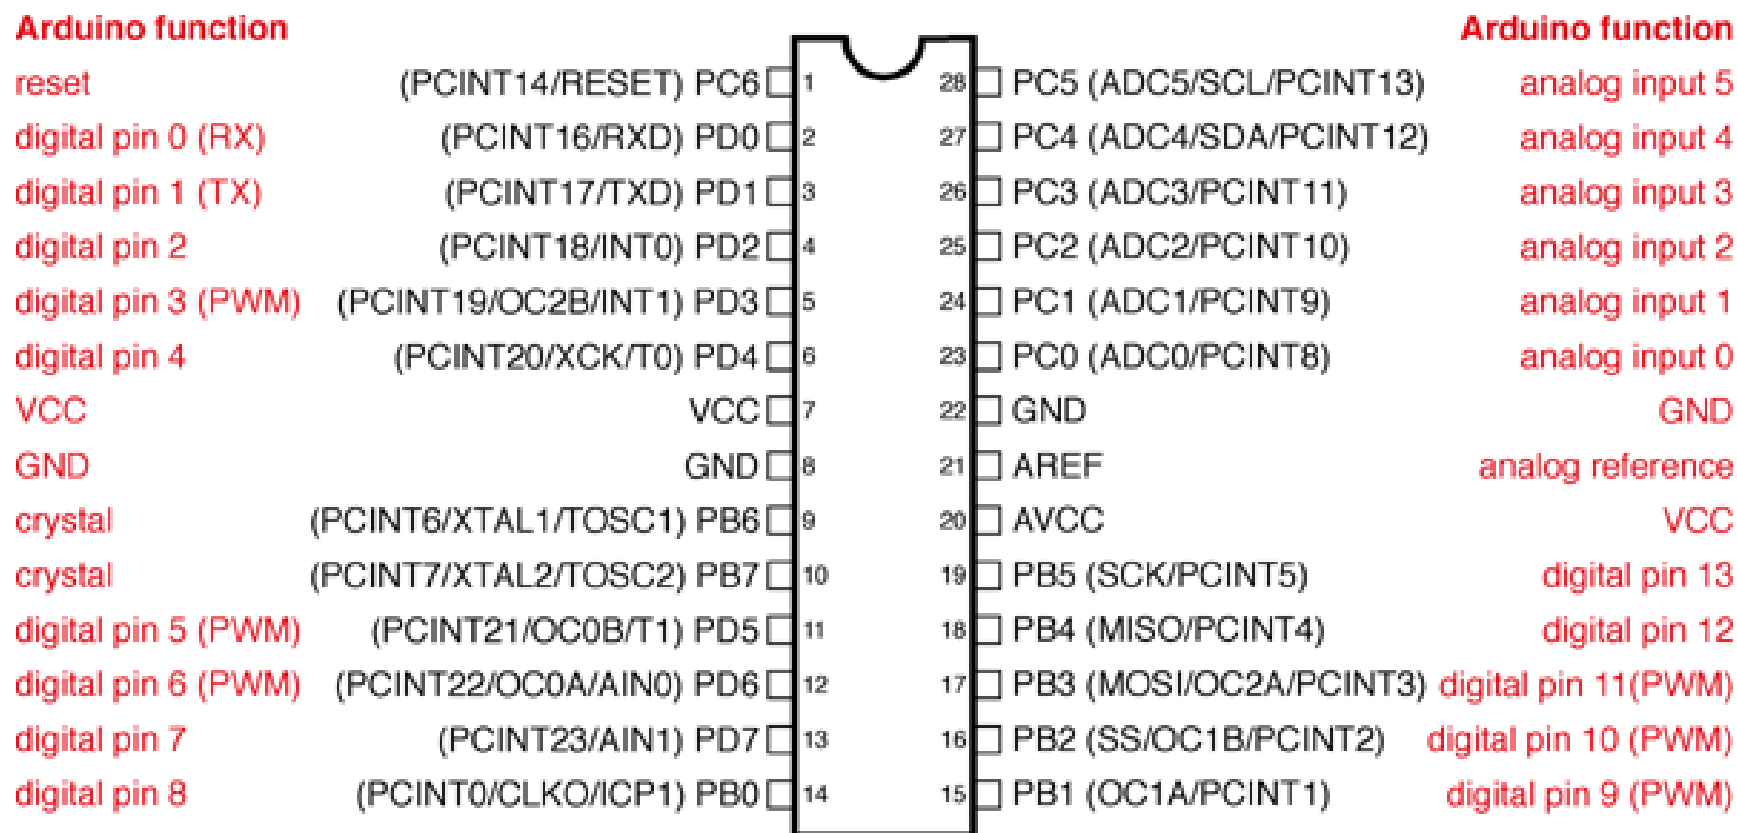 Arduino function Arduino function
reset (PCINT14/RESET) PC6 1 28 PC5 (ADC5/SCL/PCINT13) analog input 5
digital pin 0 (RX) (PCINT16/RXD) PD0 2 27 PC4 (ADC4/SDA/PCINT12) analog input 4
digital pin 1 (TX) (PCINT17/TXD) PD1 3 26 PC3 (ADC3/PCINT11) analog input 3
digital pin 2 (PCINT18/INT0) PD2 4 25 PC2 (ADC2/PCINT10) analog input 2
digital pin 3 (PWM) (PCINT19/OC2B/INT1) PD3 5 24 PC1 (ADC1/PCINT9) analog input 1
digital pin 4 (PCINT20/XCK/T0) PD4 6 23 PC0 (ADC0/PCINT8) analog input 0
VCC VCC 7 22 GND GND
GND GND 8 21 AREF analog reference
crystal (PCINT6/XTAL1/TOSC1) PB6 9 20 AVCC VCC
crystal (PCINT7/XTAL2/TOSC2) PB7 10 19 PB5 (SCK/PCINT5) digital pin 13
digital pin 5 (PWM) (PCINT21/OC0B/T1) PD5 11 18 PB4 (MISO/PCINT4) digital pin 12
digital pin 6 (PWM) (PCINT22/OC0A/AIN0) PD6 12 17 PB3 (MOSI/OC2A/PCINT3) digital pin 11(PWM)
digital pin 7 (PCINT23/AIN1) PD7 13 16 PB2 (SS/OC1B/PCINT2) digital pin 10 (PWM)
digital pin 8 (PCINT0/CLKO/ICP1) PB0 14 15 PB1 (OC1A/PCINT1) digital pin 9 (PWM)